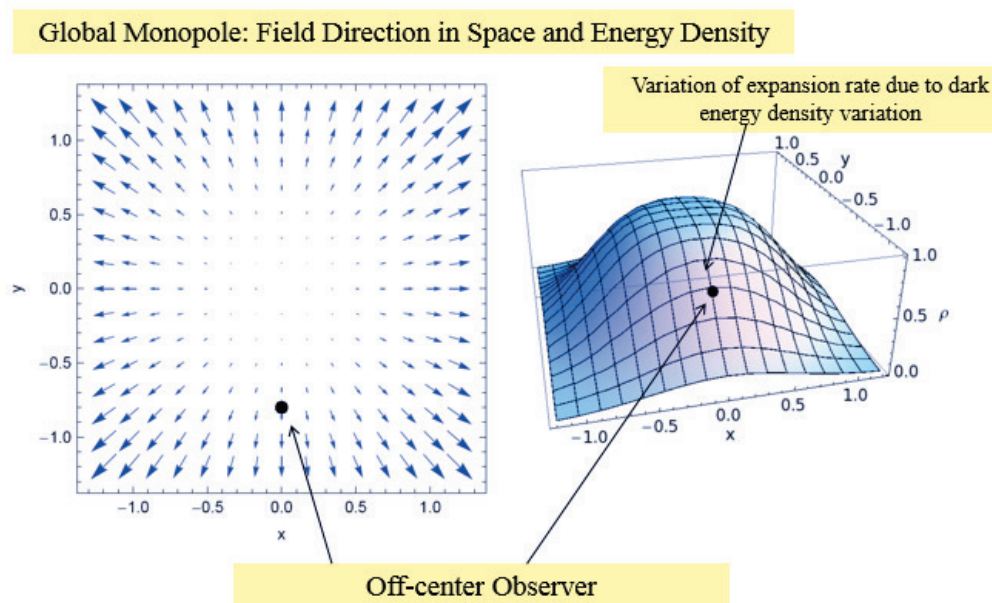 Global Monopole: Field Direction in Space and Energy Density
Variation of expansion rate due to dark
energy density variation
1.0
0.5
0.0
−0.5
−1.0
y
−1.0
−0.5
0.0
0.5
1.0
x
1.0
0.5
0.0
−0.5
−1.0
y
1.0
0.5
0.0
ρ
−1.0
−0.5
0.0
0.5
1.0
x
Off-center Observer